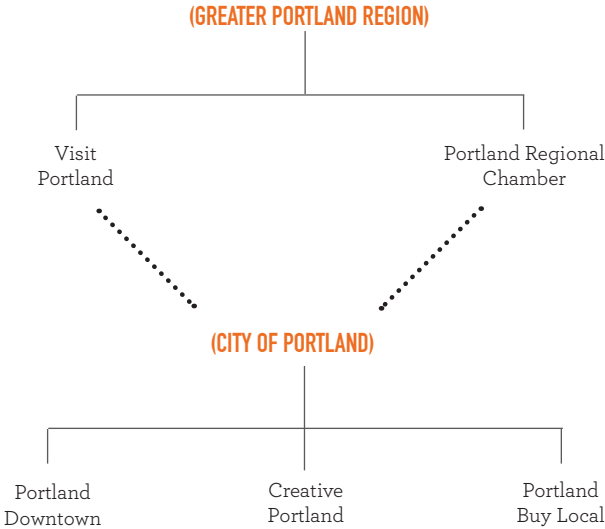 (GREATER PORTLAND REGION)
Visit
Portland
Portland Regional
Chamber
(CITY OF PORTLAND)
Portland
Downtown
Creative
Portland
Portland
Buy Local